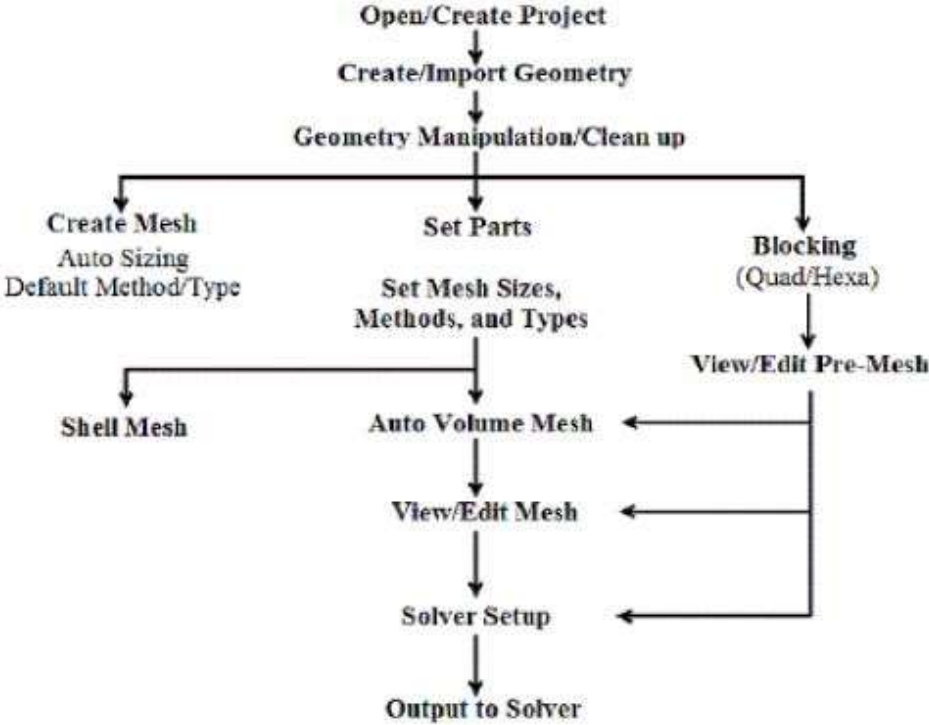 Open/Create Project
Create/Import Geometry
Geometry Manipulation/Clean up
Create Mesh
Auto Sizing
Default Method/Type
Set Parts
Set Mesh Sizes,
Methods, and Types
Blocking
(Quad/Hexa)
View/Edit Pre-Mesh
Shell Mesh
Auto Volume Mesh
View/Edit Mesh
Solver Setup
Output to Solver